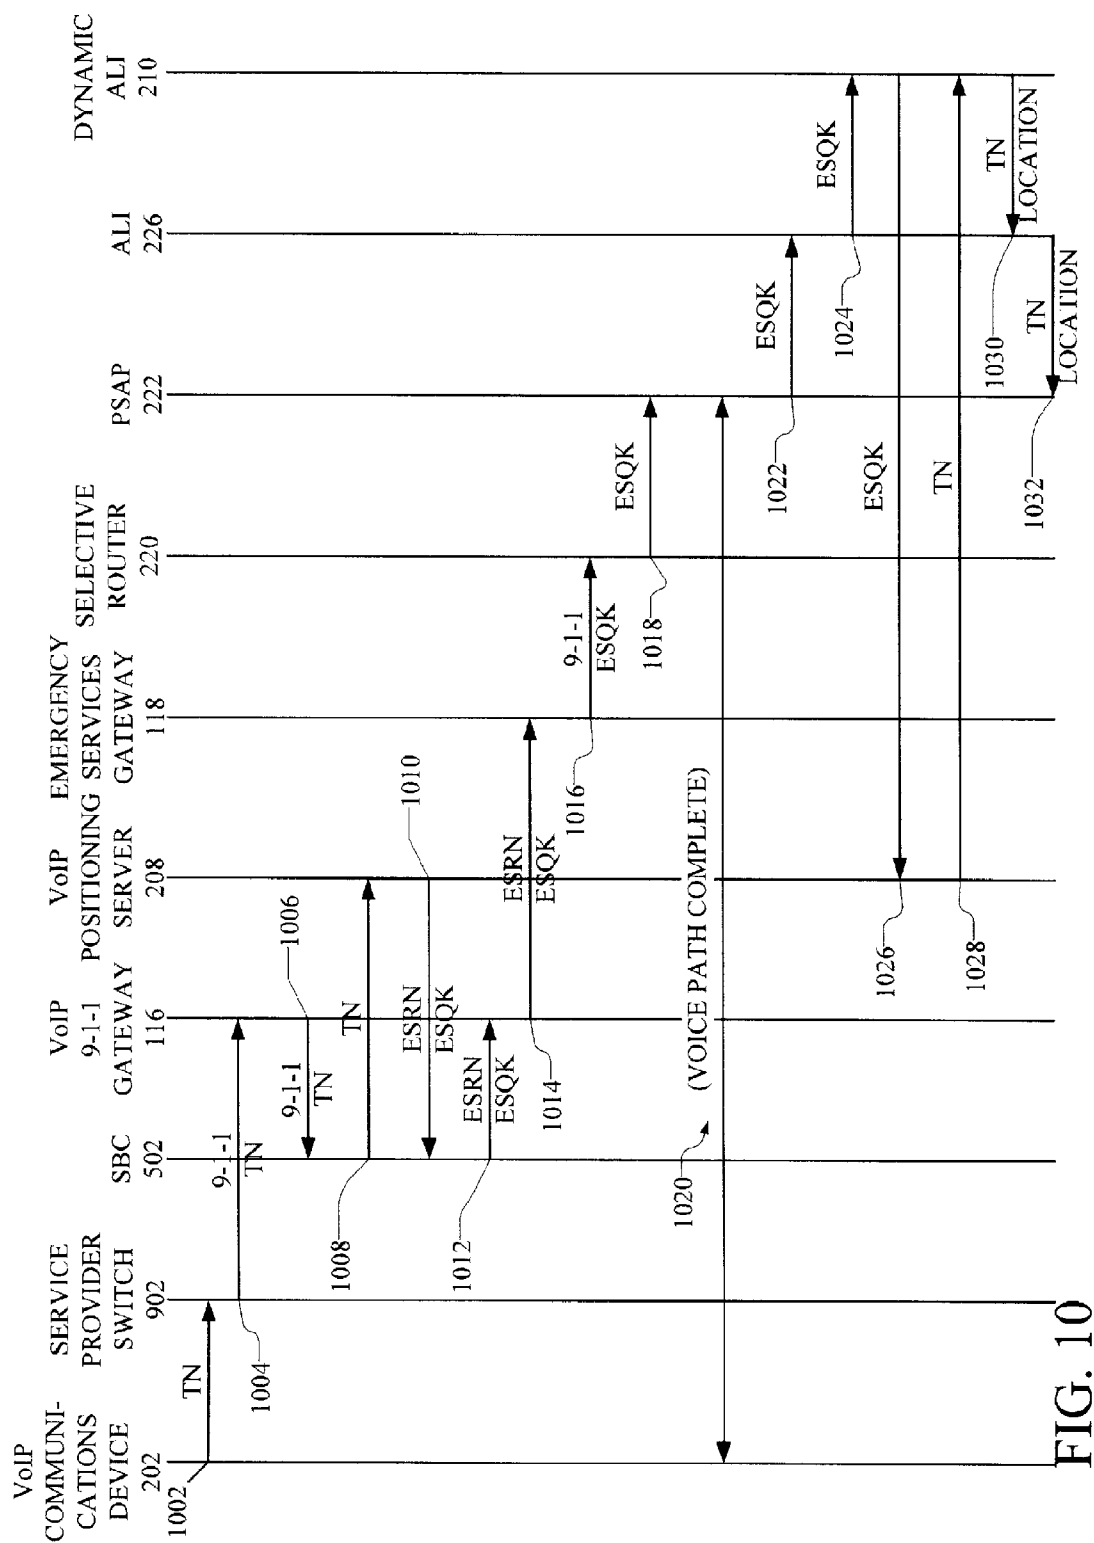 VoIP
COMMUNI-
CATIONS
DEVICE
202
SERVICE
PROVIDER
SWITCH
902
SBC
502
VoIP
9-1-1
GATEWAY
116
VoIP
POSITIONING
SERVER
208
EMERGENCY
SERVICES
GATEWAY
118
SELECTIVE
ROUTER
220
PSAP
222
ALI
226
DYNAMIC
ALI
210
1002
TN
1004
9-1-1
TN
1006
9-1-1
TN
1008
TN
1010
ESRN
ESQK
1012
ESRN
ESQK
1014
ESRN
ESQK
1016
9-1-1
ESQK
1018
ESQK
1020
(VOICE PATH COMPLETE)
1022
ESQK
1024
ESQK
1026
ESQK
1028
TN
1030
TN
LOCATION
1032
TN
LOCATION
FIG. 10